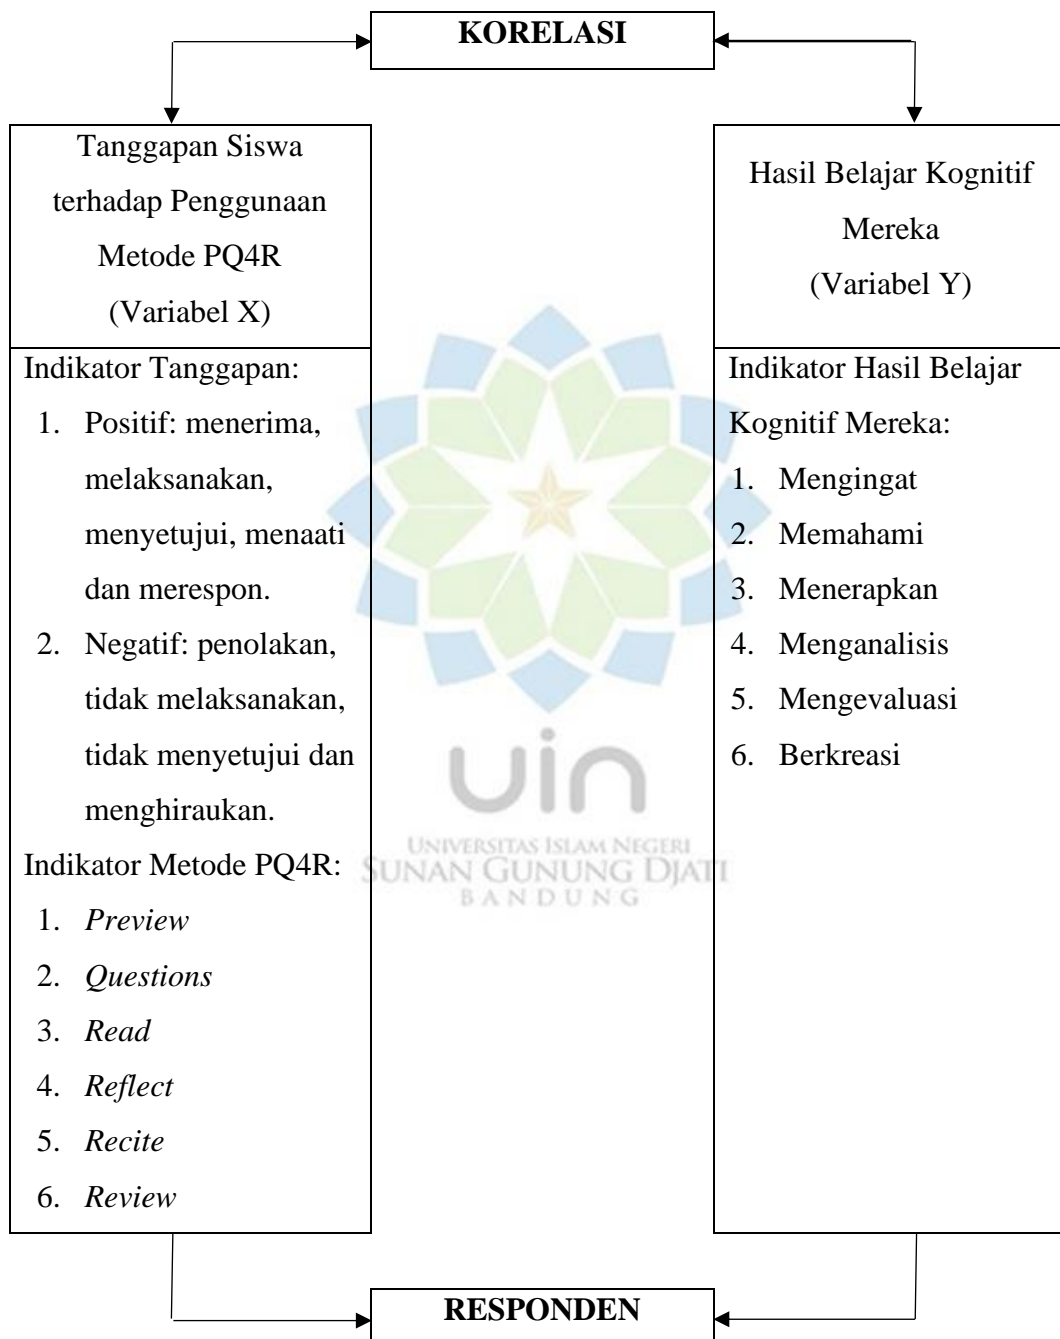 KORELASI
Tanggapan Siswa
terhadap Penggunaan
Metode PQ4R
(Variabel X)
Indikator Tanggapan:
1. Positif: menerima,
melaksanakan,
menyetujui, menaati
dan merespon.
2. Negatif: penolakan,
tidak melaksanakan,
tidak menyetujui dan
menghiraukan.
Indikator Metode PQ4R:
1. Preview
2. Questions
3. Read
4. Reflect
5. Recite
6. Review
Hasil Belajar Kognitif
Mereka
(Variabel Y)
Indikator Hasil Belajar
Kognitif Mereka:
1. Mengingat
2. Memahami
3. Menerapkan
4. Menganalisis
5. Mengevaluasi
6. Berkreasi
uin
UNIVERSITAS ISLAM NEGERI
SUNAN GUNUNG DJATI
BANDUNG
RESPONDEN